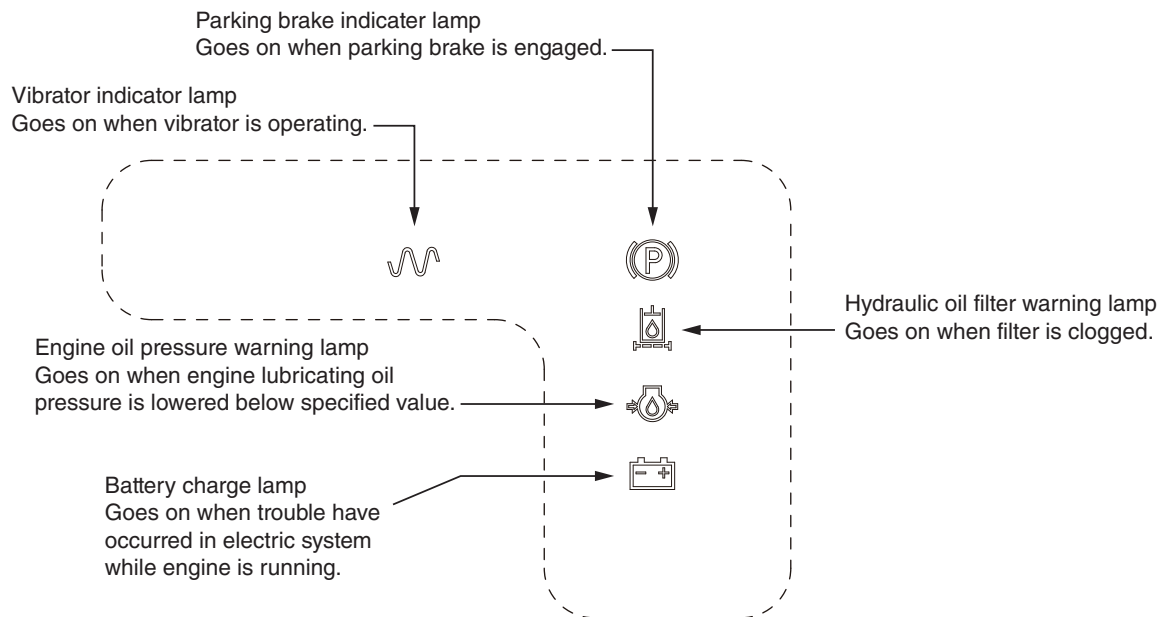 Parking brake indicater lamp
Goes on when parking brake is engaged.
Vibrator indicator lamp
Goes on when vibrator is operating.
P
Hydraulic oil filter warning lamp
Goes on when filter is clogged.
Engine oil pressure warning lamp
Goes on when engine lubricating oil
pressure is lowered below specified value.
Battery charge lamp
Goes on when trouble have
occurred in electric system
while engine is running.